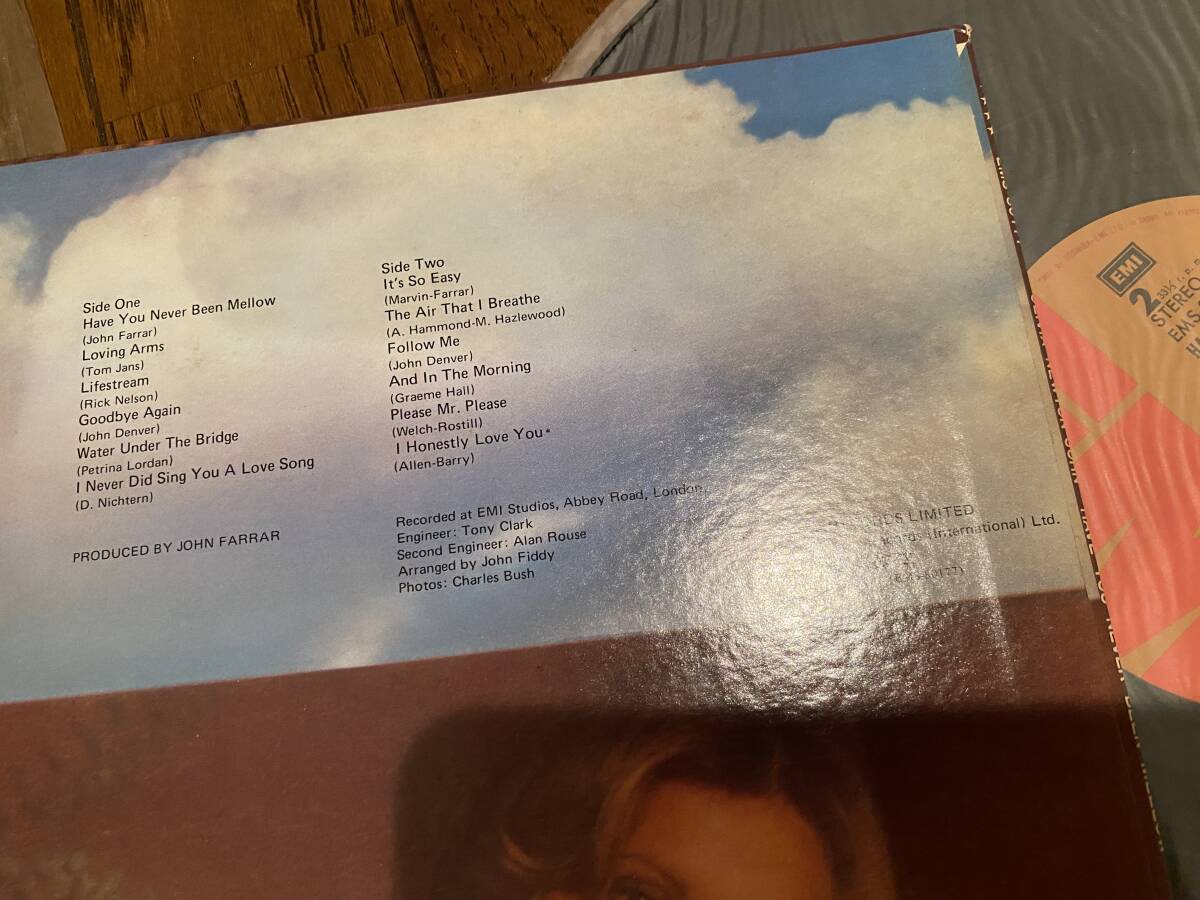 Side One
Have You Never Been Mellow
(John Farrar)
Loving Arms
(Tom Jans)
Lifestream
(Rick Nelson)
Goodbye Again
(John Denver)
Water Under The Bridge
(Petrina Lordan)
I Never Did Sing You A Love Song
(D. Nichtern)
PRODUCED BY JOHN FARRAR
Side Two
It's So Easy
(Marvin-Farrar)
The Air That I Breathe
(A. Hammond-M. Hazlewood)
Follow Me
(John Denver)
And In The Morning
(Graeme Hall)
Please Mr. Please
(Welch-Rostill)
I Honestly Love You*
(Allen-Barry)
Recorded at EMI Studios, Abbey Road, London.
Engineer: Tony Clark
Second Engineer: Alan Rouse
Arranged by John Fiddy
Photos: Charles Bush
LIMITED
(International) Ltd.
EMI
2
33⅓ r.p.m
STEREO
EMS